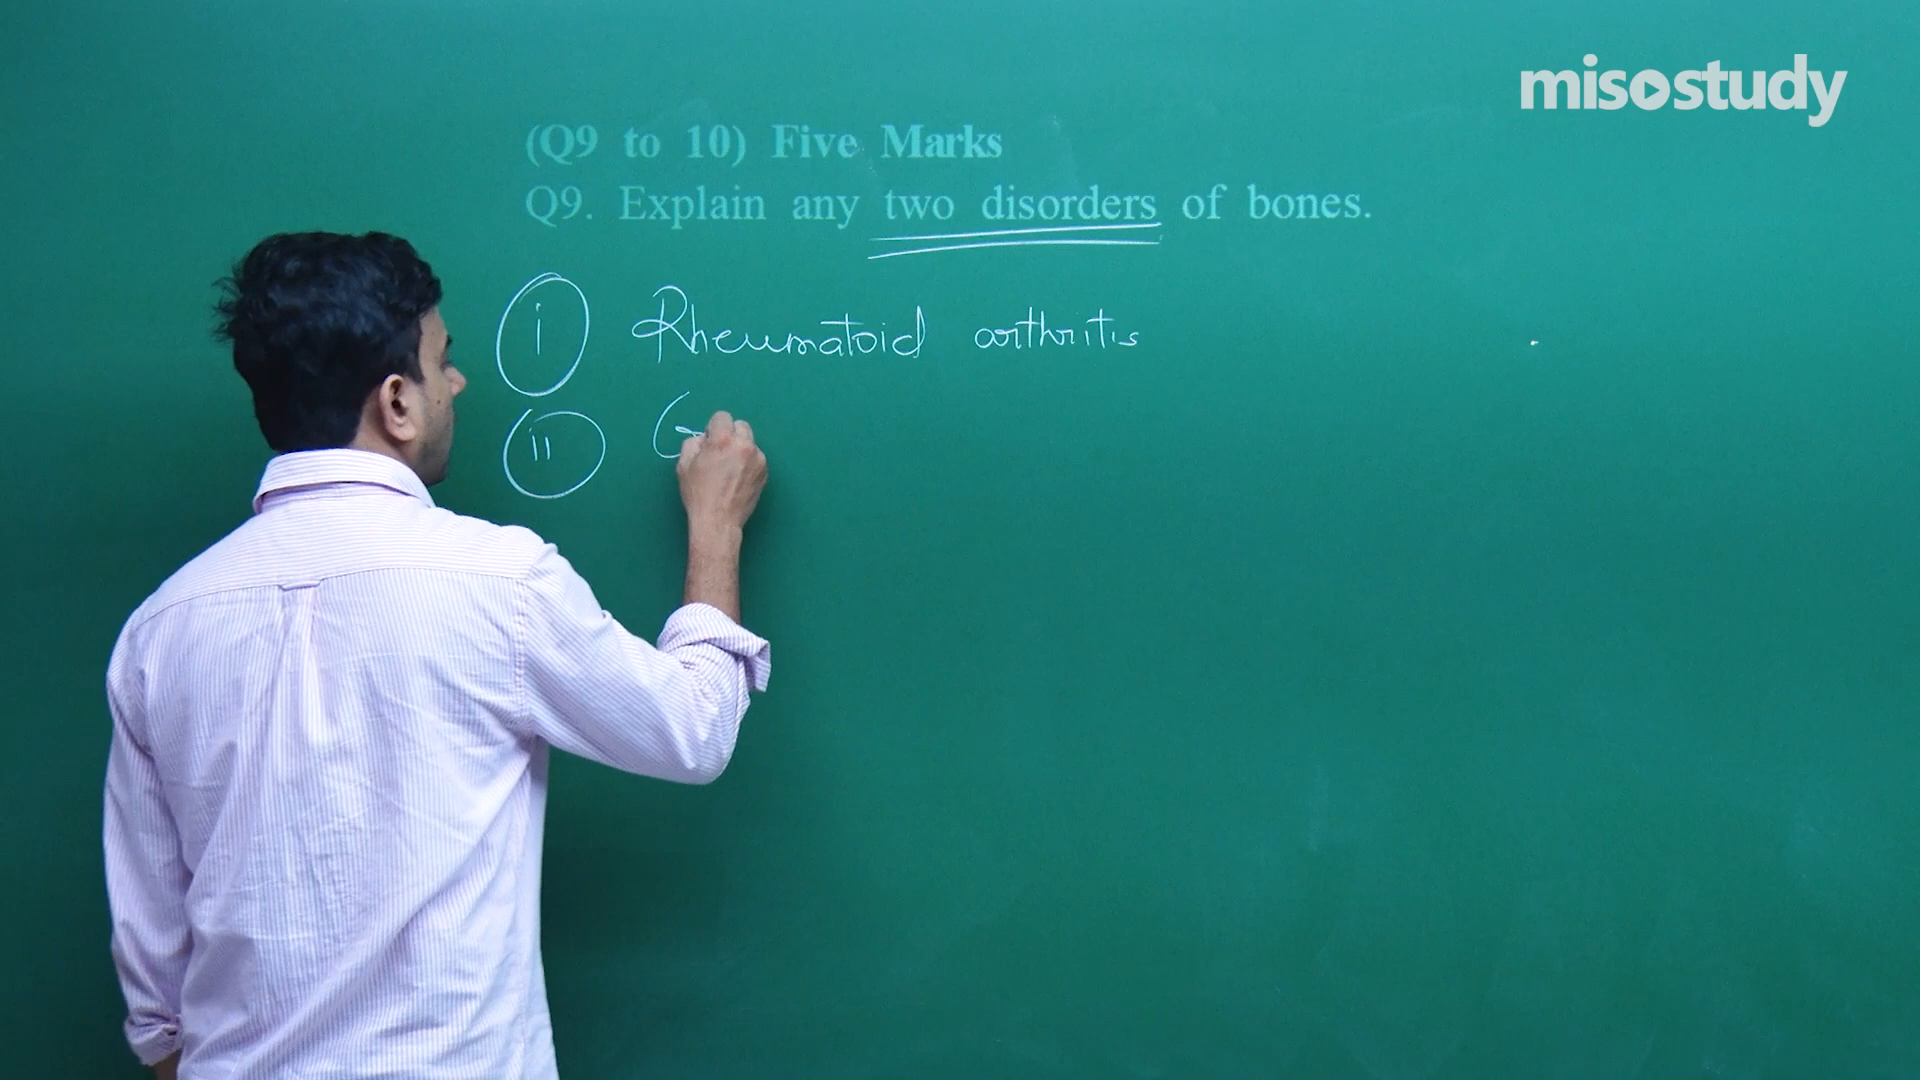 misostudy
(Q9 to 10) Five Marks
Q9. Explain any two disorders of bones.
i Rheumatoid arthritis
ii G